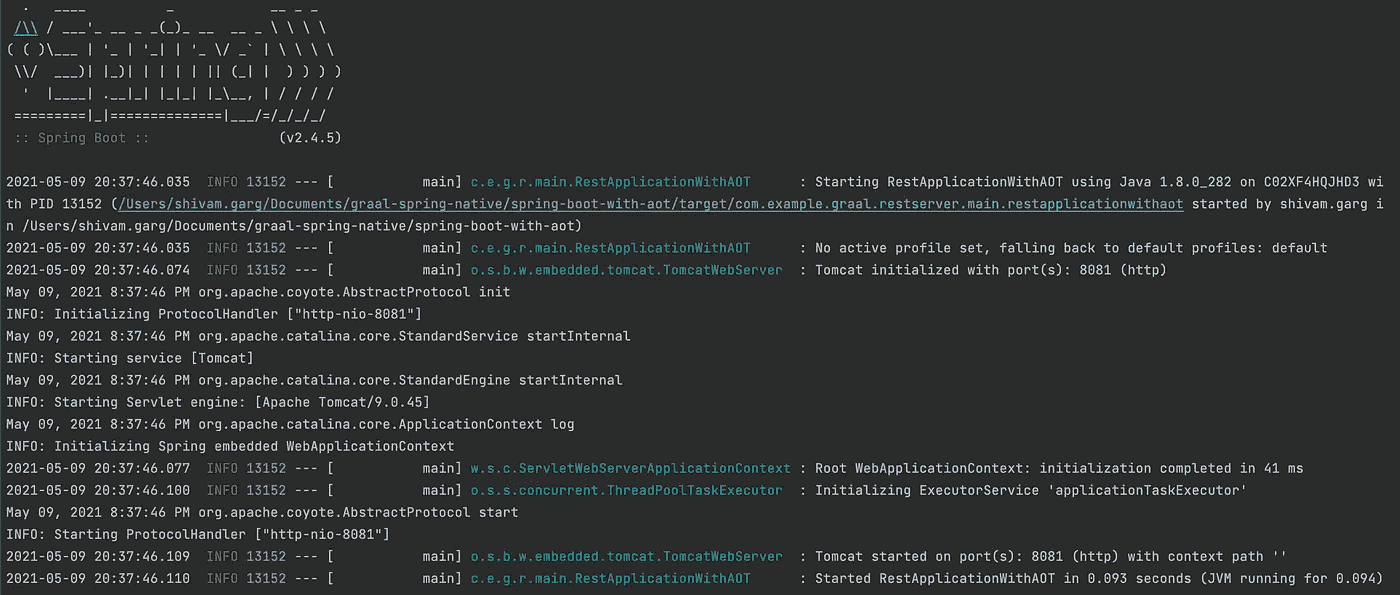 .   ____          _            __ _ _
 /\\ / ___'_ __ _ _(_)_ __  __ _ \ \ \ \
( ( )\___ | '_ | '_| | '_ \/ _` | \ \ \ \
 \\/  ___)| |_)| | | | | || (_| |  ) ) ) )
  '  |____| .__|_| |_|_| |_\__, | / / / /
 =========|_|==============|___/=/_/_/_/
 :: Spring Boot ::                (v2.4.5)
2021-05-09 20:37:46.035  INFO 13152 --- [           main] c.e.g.r.main.RestApplicationWithAOT      : Starting RestApplicationWithAOT using Java 1.8.0_282 on C02XF4HQJHD3 wi
th PID 13152 (/Users/shivam.garg/Documents/graal-spring-native/spring-boot-with-aot/target/com.example.graal.restserver.main.restapplicationwithaot started by shivam.garg i
n /Users/shivam.garg/Documents/graal-spring-native/spring-boot-with-aot)
2021-05-09 20:37:46.035  INFO 13152 --- [           main] c.e.g.r.main.RestApplicationWithAOT      : No active profile set, falling back to default profiles: default
2021-05-09 20:37:46.074  INFO 13152 --- [           main] o.s.b.w.embedded.tomcat.TomcatWebServer  : Tomcat initialized with port(s): 8081 (http)
May 09, 2021 8:37:46 PM org.apache.coyote.AbstractProtocol init
INFO: Initializing ProtocolHandler ["http-nio-8081"]
May 09, 2021 8:37:46 PM org.apache.catalina.core.StandardService startInternal
INFO: Starting service [Tomcat]
May 09, 2021 8:37:46 PM org.apache.catalina.core.StandardEngine startInternal
INFO: Starting Servlet engine: [Apache Tomcat/9.0.45]
May 09, 2021 8:37:46 PM org.apache.catalina.core.ApplicationContext log
INFO: Initializing Spring embedded WebApplicationContext
2021-05-09 20:37:46.077  INFO 13152 --- [           main] w.s.c.ServletWebServerApplicationContext : Root WebApplicationContext: initialization completed in 41 ms
2021-05-09 20:37:46.100  INFO 13152 --- [           main] o.s.s.concurrent.ThreadPoolTaskExecutor  : Initializing ExecutorService 'applicationTaskExecutor'
May 09, 2021 8:37:46 PM org.apache.coyote.AbstractProtocol start
INFO: Starting ProtocolHandler ["http-nio-8081"]
2021-05-09 20:37:46.109  INFO 13152 --- [           main] o.s.b.w.embedded.tomcat.TomcatWebServer  : Tomcat started on port(s): 8081 (http) with context path ''
2021-05-09 20:37:46.110  INFO 13152 --- [           main] c.e.g.r.main.RestApplicationWithAOT      : Started RestApplicationWithAOT in 0.093 seconds (JVM running for 0.094)